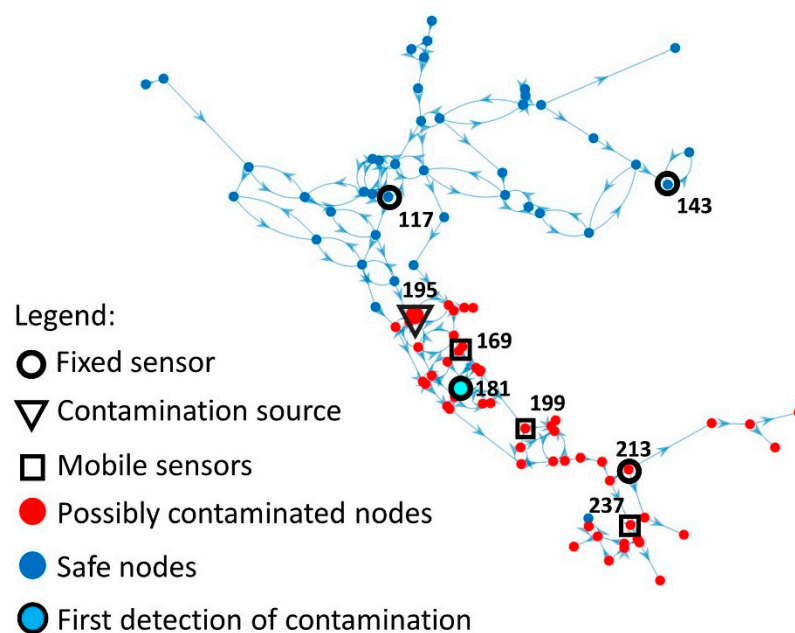 117
143
195
Legend:
169
Fixed sensor
181
Contamination source
199
213
Mobile sensors
237
Possibly contaminated nodes
Safe nodes
First detection of contamination